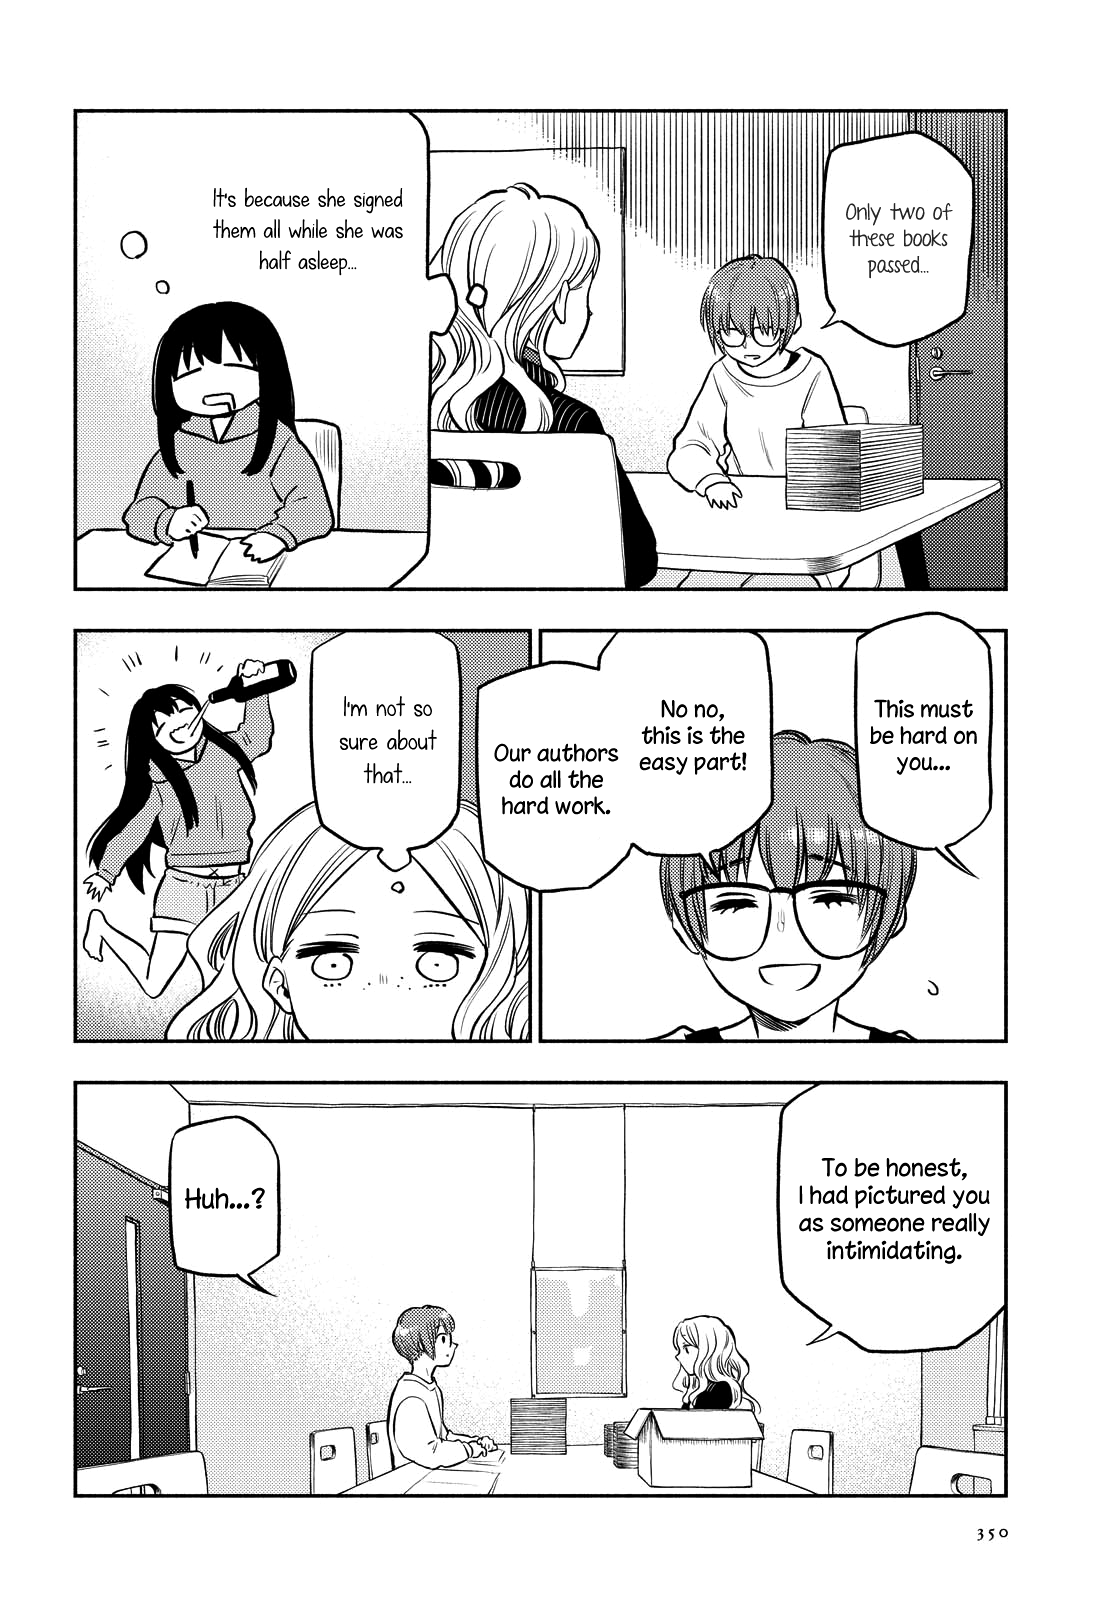 Only two of
these books
passed...
It's because she signed
them all while she was
half asleep...
This must
be hard on
you...
No no,
this is the
easy part!
Our authors
do all the
hard work.
I'm not so
sure about
that...
To be honest,
I had pictured you
as someone really
intimidating.
Huh...?
350